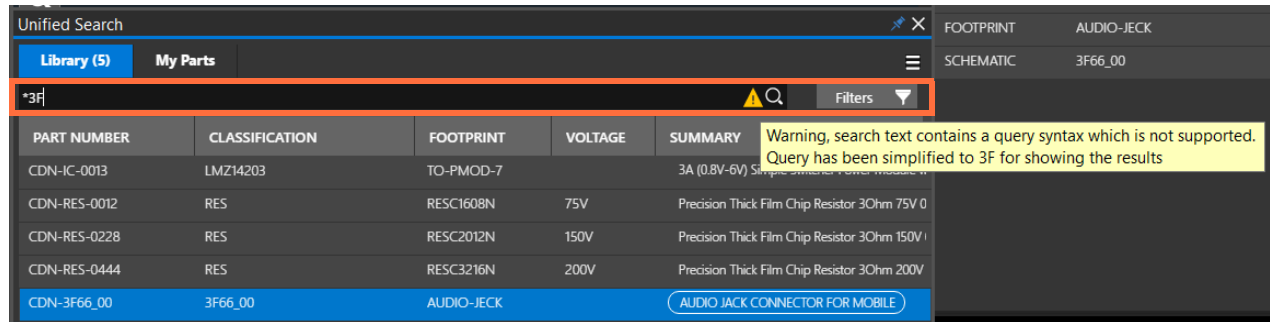 Unified Search
FOOTPRINT AUDIO-JECK
Library (5) My Parts
SCHEMATIC 3F66_00
*3F Filters
PART NUMBER CLASSIFICATION FOOTPRINT VOLTAGE SUMMARY
Warning, search text contains a query syntax which is not supported.
Query has been simplified to 3F for showing the results
CDN-IC-0013 LMZ14203 TO-PMOD-7 3A (0.8V-6V)
CDN-RES-0012 RES RESC1608N 75V Precision Thick Film Chip Resistor 3Ohm 75V 0
CDN-RES-0228 RES RESC2012N 150V Precision Thick Film Chip Resistor 3Ohm 150V
CDN-RES-0444 RES RESC3216N 200V Precision Thick Film Chip Resistor 3Ohm 200V
CDN-3F66_00 3F66_00 AUDIO-JECK AUDIO JACK CONNECTOR FOR MOBILE